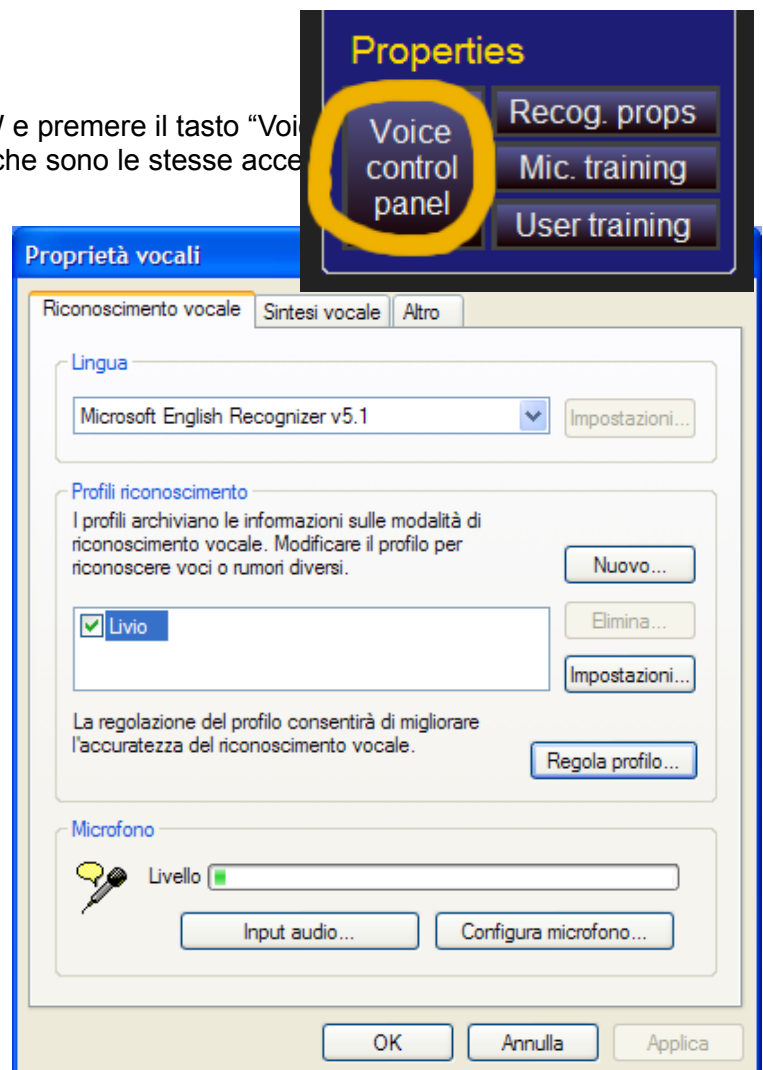 Properties
e premere il tasto “Voi
che sono le stesse acce
Voice
control
panel
Recog. props
Mic. training
User training
Proprietà vocali
Riconoscimento vocale Sintesi vocale Altro
Lingua
Microsoft English Recognizer v5.1 Impostazioni...
Profili riconoscimento
I profili archiviano le informazioni sulle modalità di
riconoscimento vocale. Modificare il profilo per
riconoscere voci o rumori diversi.
Nuovo...
Livio
Elimina...
Impostazioni...
La regolazione del profilo consentirà di migliorare
l'accuratezza del riconoscimento vocale.
Regola profilo...
Microfono
Livello
Input audio... Configura microfono...
OK Annulla Applica